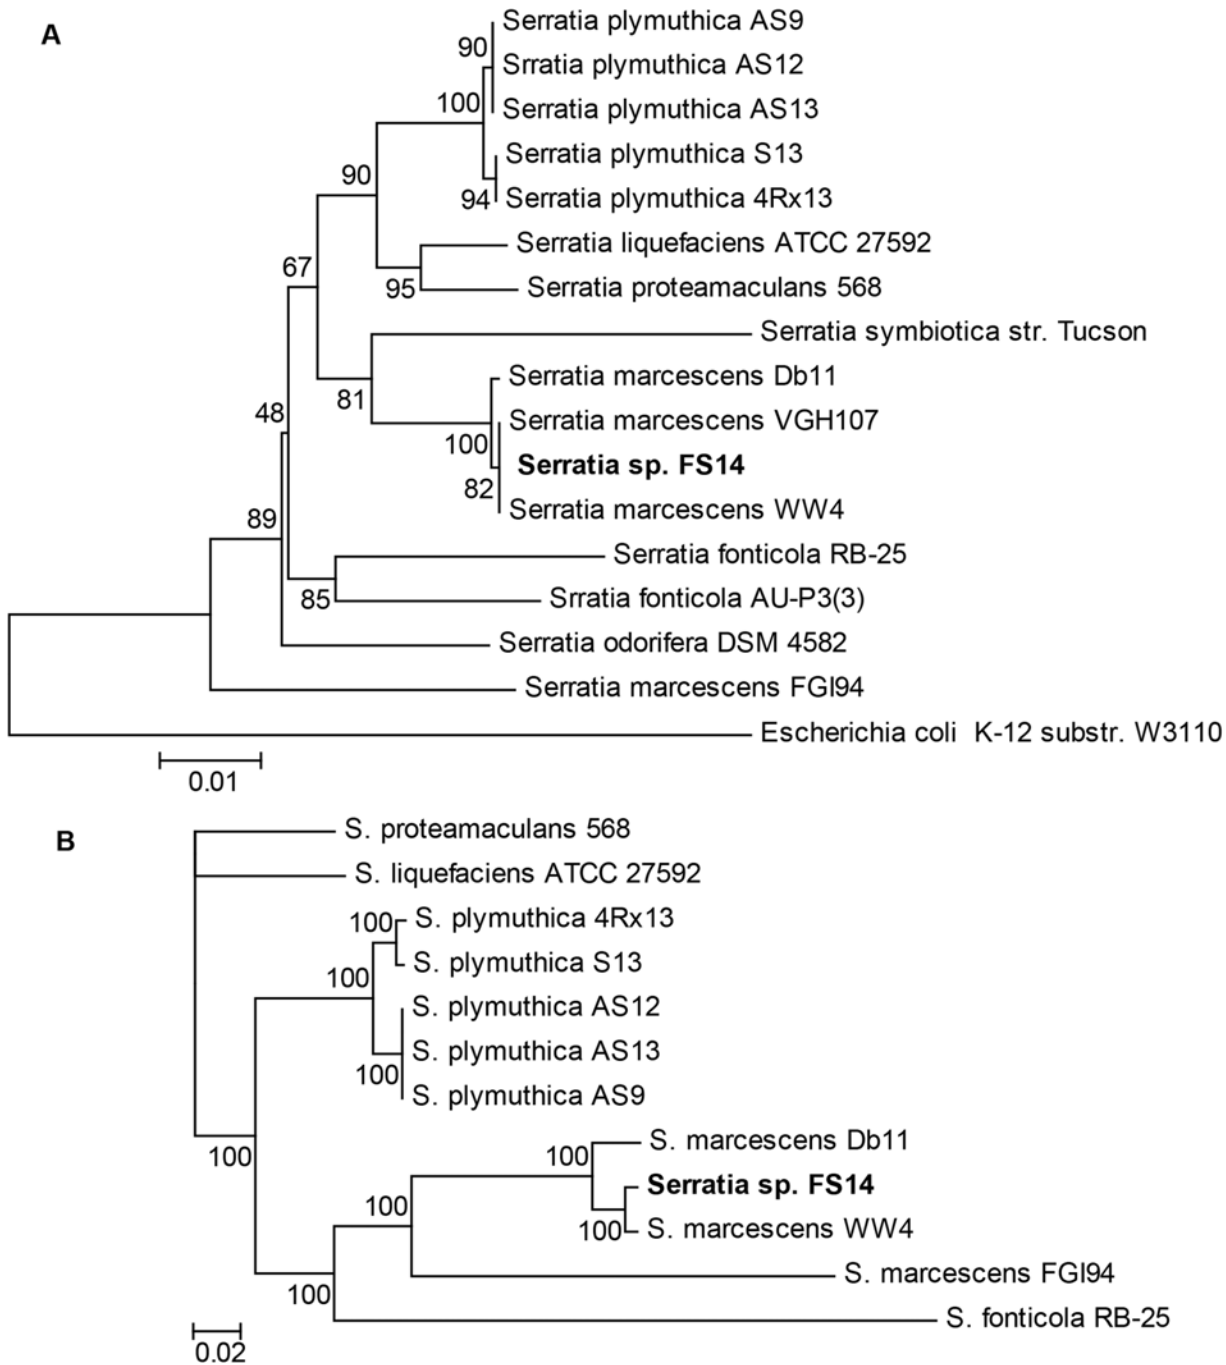 A
Serratia plymuthica AS9
90
Srratia plymuthica AS12
100
Serratia plymuthica AS13
Serratia plymuthica S13
90
94
Serratia plymuthica 4Rx13
Serratia liquefaciens ATCC 27592
67
95
Serratia proteamaculans 568
Serratia symbiotica str. Tucson
Serratia marcescens Db11
81
48
Serratia marcescens VGH107
100
Serratia sp. FS14
82
Serratia marcescens WW4
89
Serratia fonticola RB-25
85
Srratia fonticola AU-P3(3)
Serratia odorifera DSM 4582
Serratia marcescens FGI94
Escherichia coli  K-12 substr. W3110
0.01
B
S. proteamaculans 568
S. liquefaciens ATCC 27592
100
S. plymuthica 4Rx13
S. plymuthica S13
100
S. plymuthica AS12
S. plymuthica AS13
100
S. plymuthica AS9
S. marcescens Db11
100
100
Serratia sp. FS14
100
100
S. marcescens WW4
S. marcescens FGI94
100
S. fonticola RB-25
0.02